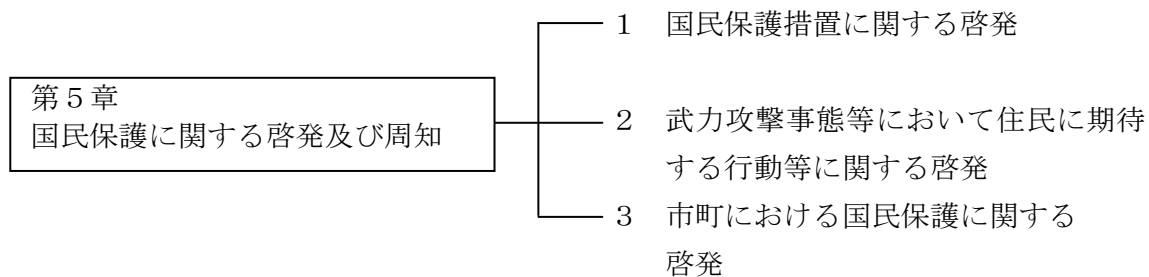 第５章
国民保護に関する啓発及び周知
１　国民保護措置に関する啓発
２　武力攻撃事態等において住民に期待
する行動等に関する啓発
３　市町における国民保護に関する
啓発